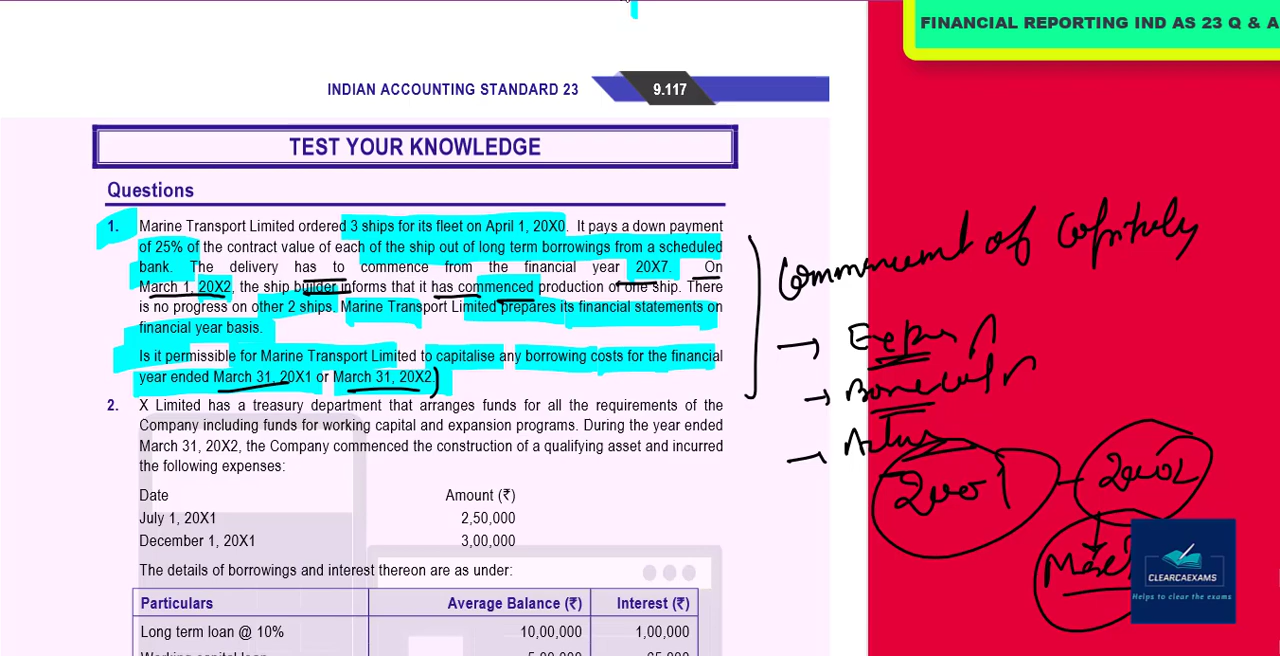 FINANCIAL REPORTING IND AS 23 Q & A
INDIAN ACCOUNTING STANDARD 23
9.117
TEST YOUR KNOWLEDGE
Questions
1. Marine Transport Limited ordered 3 ships for its fleet on April 1, 20X0. It pays a down payment
of 25% of the contract value of each of the ship out of long term borrowings from a scheduled
bank. The delivery has to commence from the financial year 20X7. On
March 1, 20X2, the ship builder informs that it has commenced production of one ship. There
is no progress on other 2 ships. Marine Transport Limited prepares its financial statements on
financial year basis.
Is it permissible for Marine Transport Limited to capitalise any borrowing costs for the financial
year ended March 31, 20X1 or March 31, 20X2.
2. X Limited has a treasury department that arranges funds for all the requirements of the
Company including funds for working capital and expansion programs. During the year ended
March 31, 20X2, the Company commenced the construction of a qualifying asset and incurred
the following expenses:
Date Amount (₹)
July 1, 20X1 2,50,000
December 1, 20X1 3,00,000
The details of borrowings and interest thereon are as under:
Particulars Average Balance (₹) Interest (₹)
Long term loan @ 10% 10,00,000 1,00,000
of
CLEARCAEXAMS
Helps to clear the exams